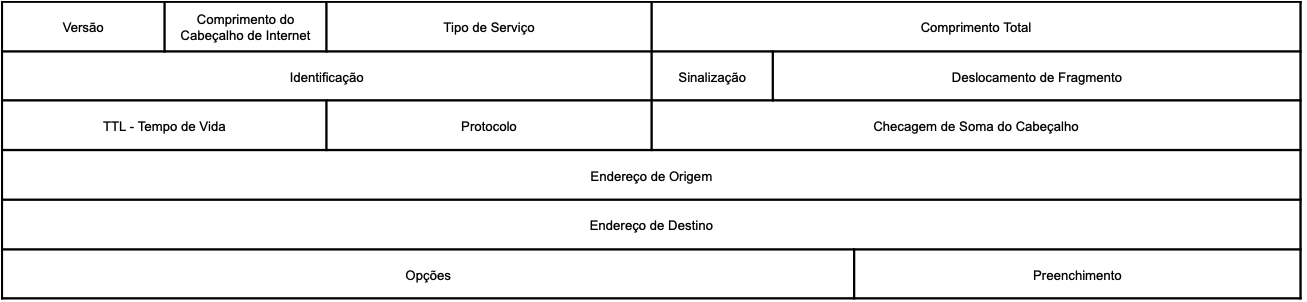 Versão
Comprimento do
Cabeçalho de Internet
Tipo de Serviço
Comprimento Total
Identificação
Sinalização
Deslocamento de Fragmento
TTL - Tempo de Vida
Protocolo
Checagem de Soma do Cabeçalho
Endereço de Origem
Endereço de Destino
Opções
Preenchimento